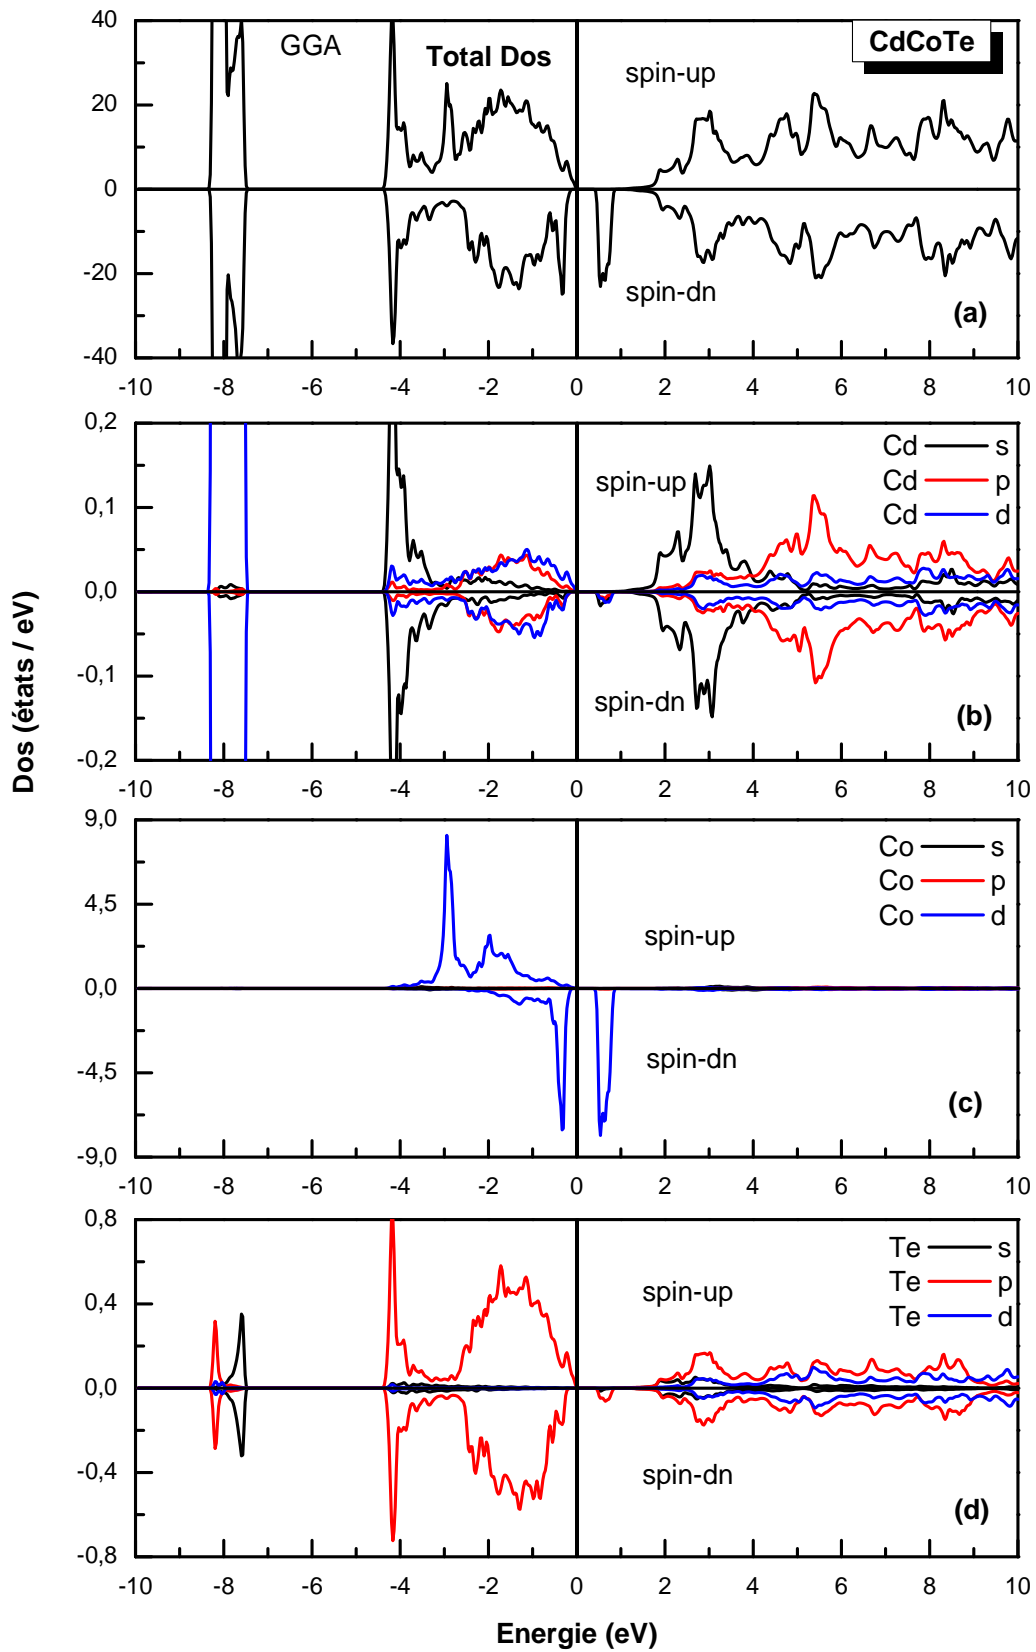 40
GGA
Total Dos
CdCoTe
spin-up
20
0
-20
spin-dn
(a)
-40
-10 -8 -6 -4 -2 0 2 4 6 8 10
0,2
Cd s
spin-up
Cd p
Cd d
0,1
0,0
-0,1
spin-dn
(b)
-0,2
-10 -8 -6 -4 -2 0 2 4 6 8 10
Dos (états / eV)
9,0
Co s
Co p
Co d
4,5
spin-up
0,0
spin-dn
-4,5
(c)
-9,0
-10 -8 -6 -4 -2 0 2 4 6 8 10
0,8
Te s
Te p
spin-up
Te d
0,4
0,0
-0,4
spin-dn
(d)
-0,8
-10 -8 -6 -4 -2 0 2 4 6 8 10
Energie (eV)